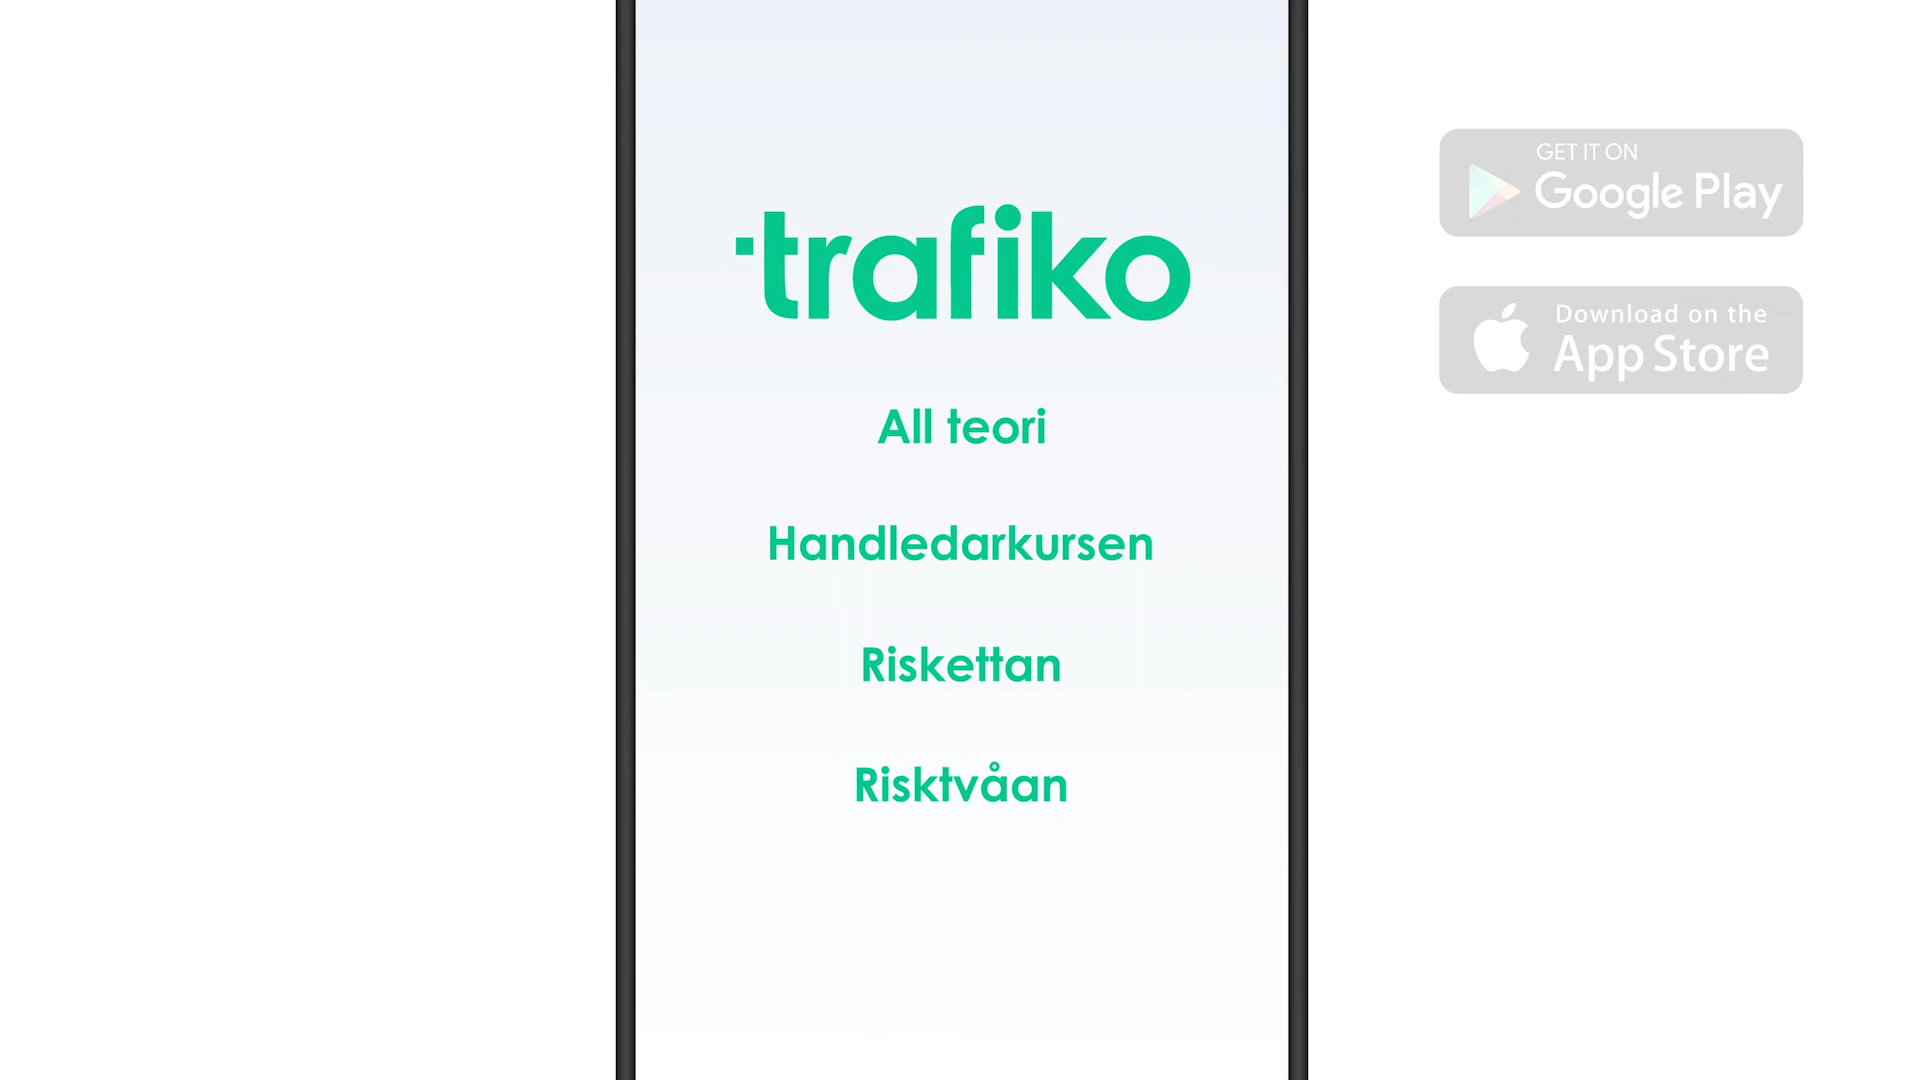 trafiko
All teori
Handledarkursen
Riskettan
Risktvåan
GET IT ON
Google Play
Download on the
App Store